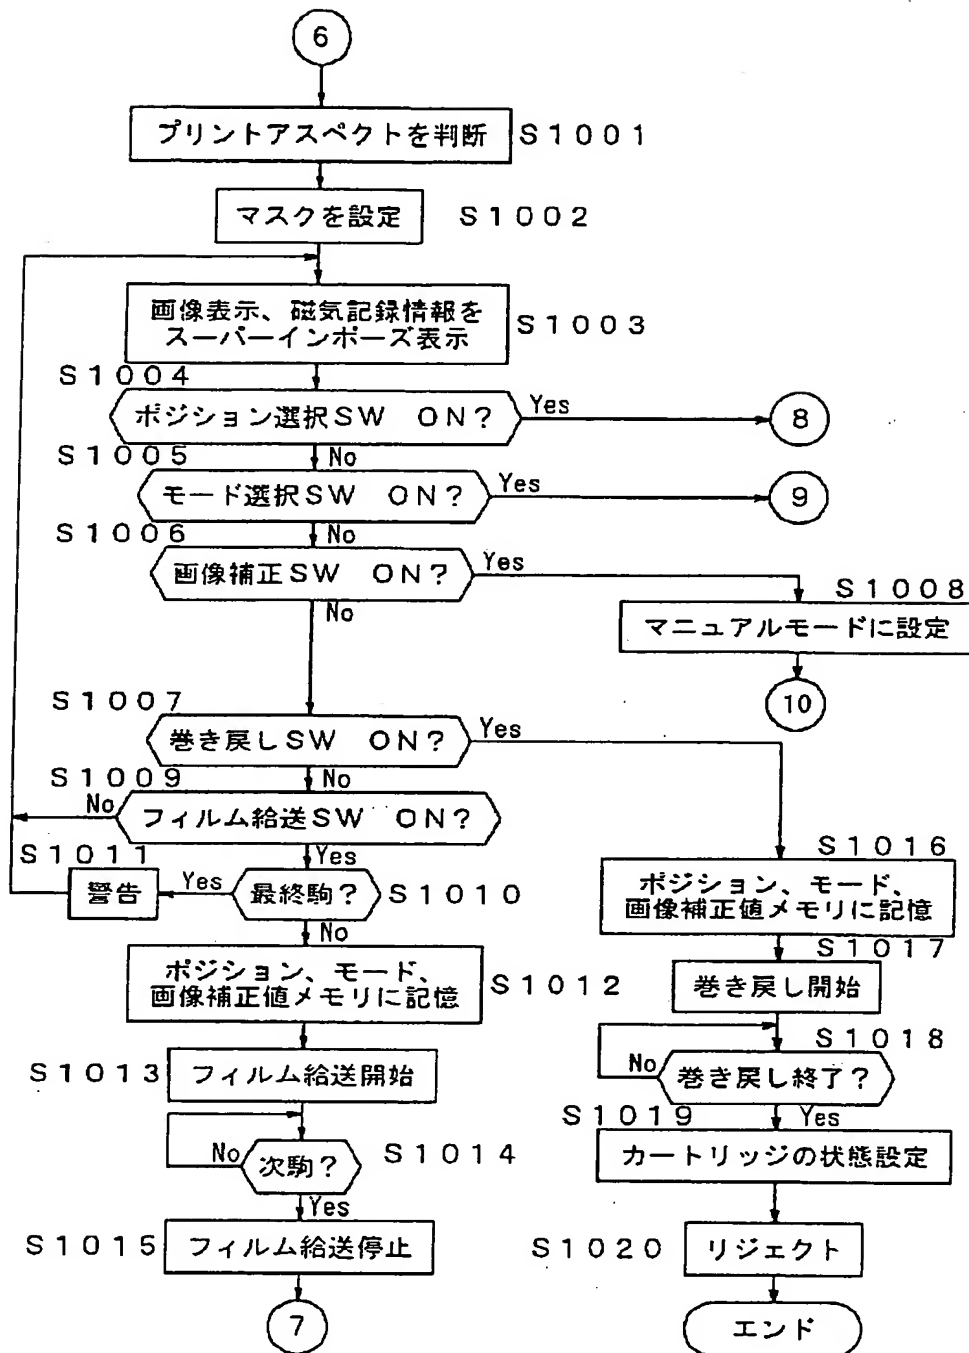 6
プリントアスペクトを判断 S1001
マスクを設定 S1002
画像表示、磁気記録情報を
スーパーインポーズ表示
S1003
S1004
ポジション選択SW ON?
Yes
8
No
S1005
モード選択SW ON?
Yes
9
No
S1006
画像補正SW ON?
Yes
No
S1008
マニュアルモードに設定
10
S1007
巻き戻しSW ON?
Yes
No
S1009
フィルム給送SW ON?
No
Yes
S1011
警告
Yes
最終駒?
S1010
No
ポジション、モード、
画像補正値メモリに記憶
S1012
S1013
フィルム給送開始
No
次駒?
S1014
Yes
S1015
フィルム給送停止
7
S1016
ポジション、モード、
画像補正値メモリに記憶
S1017
巻き戻し開始
S1018
No
巻き戻し終了?
S1019
Yes
カートリッジの状態設定
S1020
リジェクト
エンド